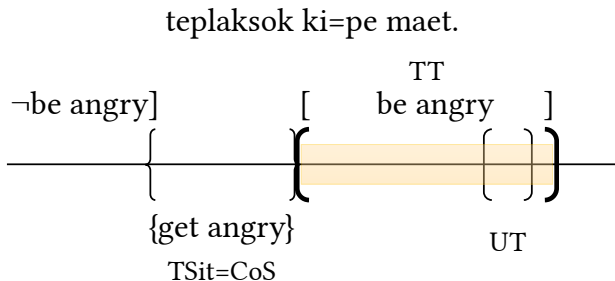 teplaksok ki=pe maet.
TT
¬be angry] [ be angry ]
{get angry}
UT
TSit=CoS